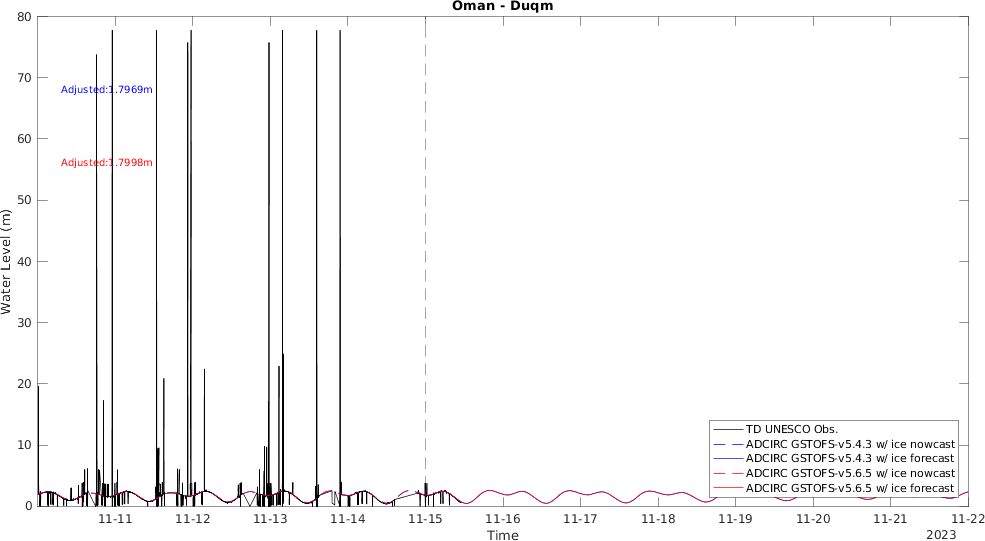 Oman - Duqm
80
70
60
50
40
30
20
10
0
Water Level (m)
Adjusted:1.7969m
Adjusted:1.7998m
TD UNESCO Obs.
ADCIRC GSTOFS-v5.4.3 w/ ice nowcast
ADCIRC GSTOFS-v5.4.3 w/ ice forecast
ADCIRC GSTOFS-v5.6.5 w/ ice nowcast
ADCIRC GSTOFS-v5.6.5 w/ ice forecast
11-11 11-12 11-13 11-14 11-15 11-16 11-17 11-18 11-19 11-20 11-21 11-22
Time
2023